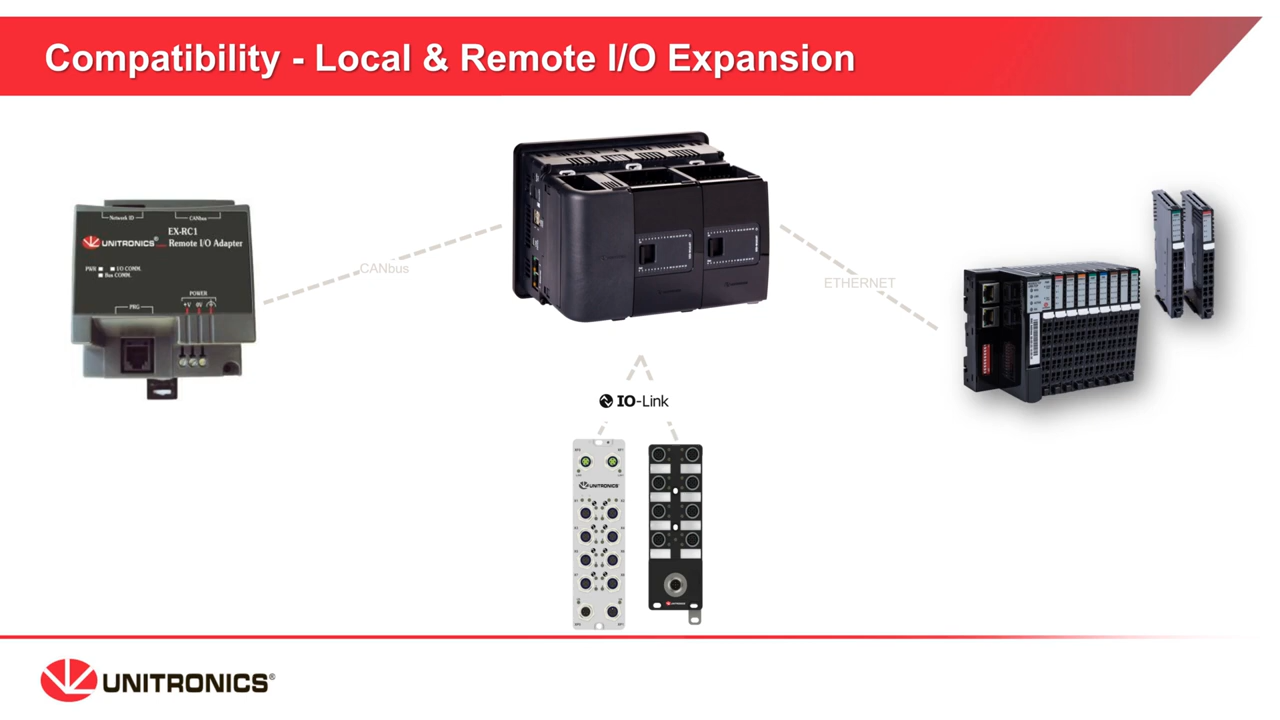 Compatibility - Local & Remote I/O Expansion
Network ID
CANbus
EX-RC1
UNITRONICS®
Remote I/O Adapter
PWR I/O COMM.
Bus COMM.
POWER
+V 0V
PRG
CANbus
ETHERNET
IO-Link
UNITRONICS
UNITRONICS
UNITRONICS®